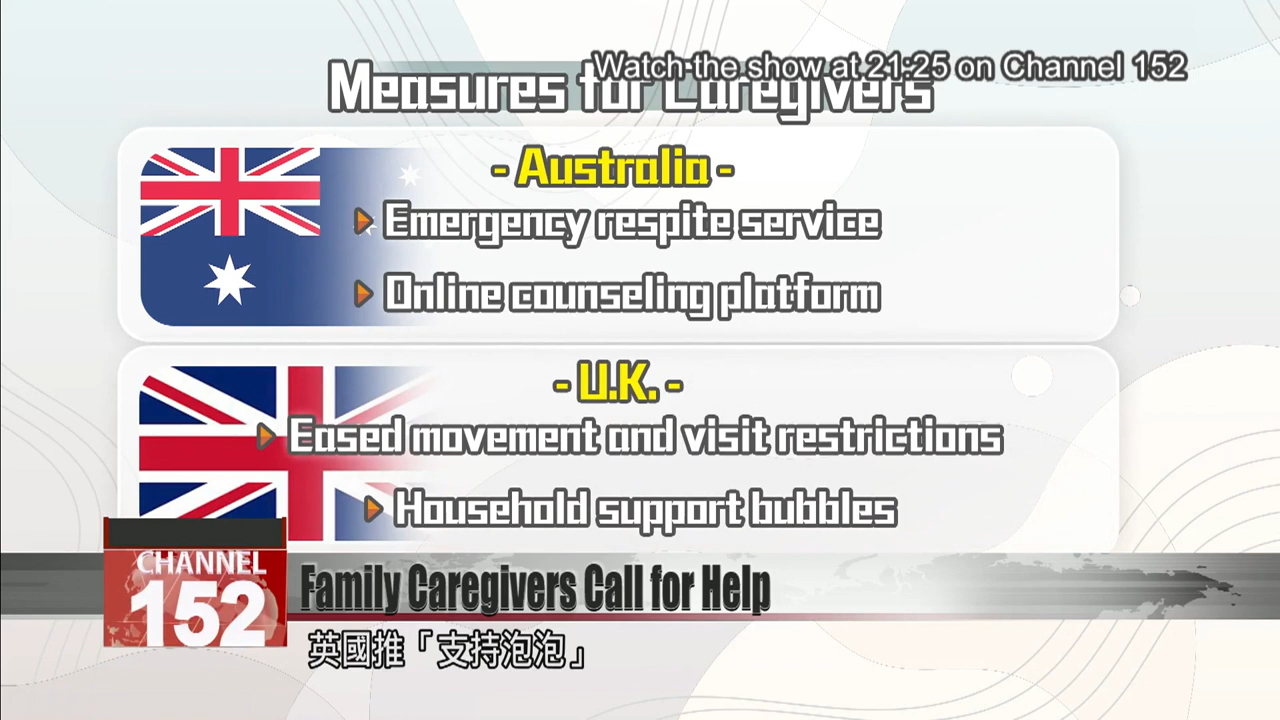 Watch the show at 21:25 on Channel 152
Measures for Caregivers
- Australia -
Emergency respite service
Online counseling platform
- U.K. -
Eased movement and visit restrictions
Household support bubbles
CHANNEL
152
Family Caregivers Call for Help
英國推「支持泡泡」